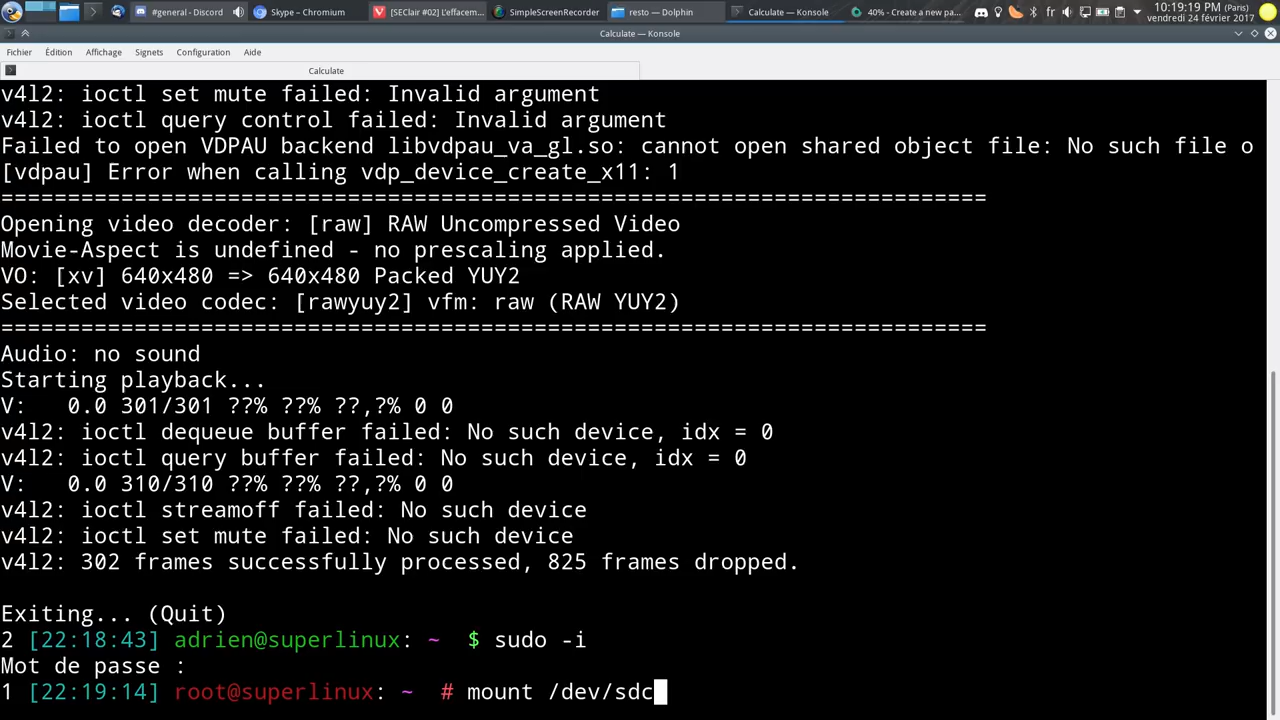 #general - Discord
Skype – Chromium
[SEClair #02] L'effacem...
SimpleScreenRecorder
resto — Dolphin
Calculate — Konsole
40% - Create a new pa...
fr
10:19:19 PM (Paris)
vendredi 24 février 2017
Calculate — Konsole
Fichier Édition Affichage Signets Configuration Aide
Calculate
v4l2: ioctl set mute failed: Invalid argument
v4l2: ioctl query control failed: Invalid argument
Failed to open VDPAU backend libvdpau_va_gl.so: cannot open shared object file: No such file o
[vdpau] Error when calling vdp_device_create_x11: 1
==========================================================================
Opening video decoder: [raw] RAW Uncompressed Video
Movie-Aspect is undefined - no prescaling applied.
VO: [xv] 640x480 => 640x480 Packed YUY2
Selected video codec: [rawyuy2] vfm: raw (RAW YUY2)
==========================================================================
Audio: no sound
Starting playback...
V:   0.0 301/301 ??% ??% ??,?% 0 0
v4l2: ioctl dequeue buffer failed: No such device, idx = 0
v4l2: ioctl query buffer failed: No such device, idx = 0
V:   0.0 310/310 ??% ??% ??,?% 0 0
v4l2: ioctl streamoff failed: No such device
v4l2: ioctl set mute failed: No such device
v4l2: 302 frames successfully processed, 825 frames dropped.
Exiting... (Quit)
2 [22:18:43] adrien@superlinux: ~  $ sudo -i
Mot de passe :
1 [22:19:14] root@superlinux: ~  # mount /dev/sdc